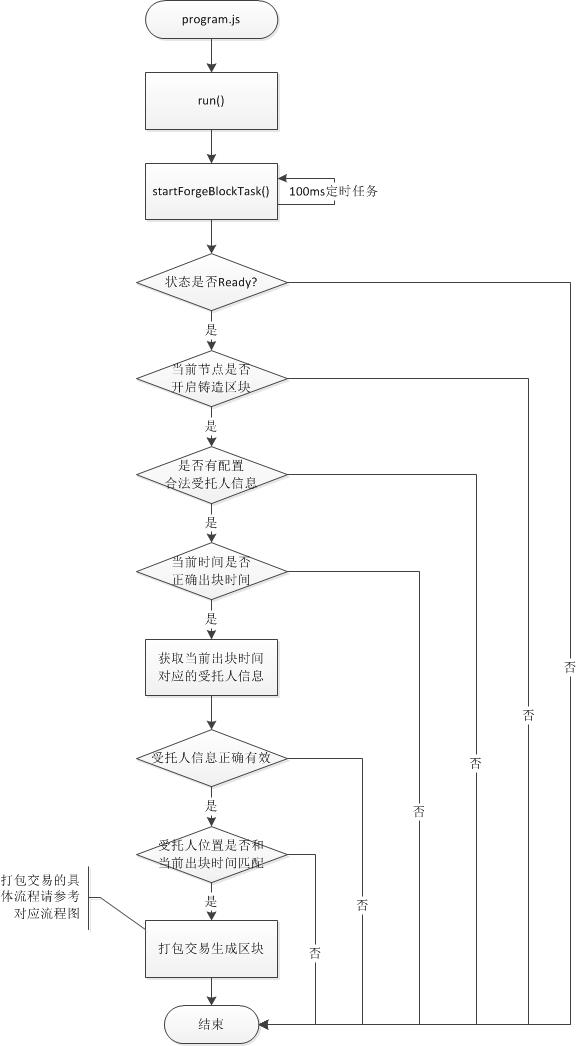 program.js
run()
startForgeBlockTask()
100ms定时任务
状态是否Ready?
是
当前节点是否
开启铸造区块
是
是否有配置
合法受托人信息
是
当前时间是否
正确出块时间
是
获取当前出块时间
对应的受托人信息
否
否
受托人信息正确有效
否
是
否
受托人位置是否和
当前出块时间匹配
打包交易的具
体流程请参考
对应流程图
是
否
打包交易生成区块
否
结束